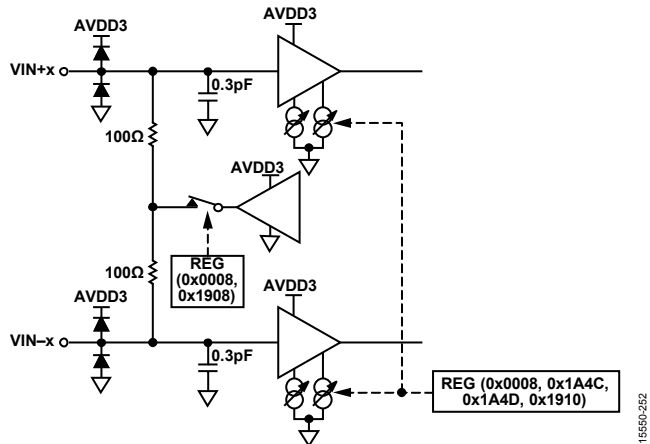 AVDD3
AVDD3
VIN+x
0.3pF
100Ω
AVDD3
REG
(0x0008,
0x1908)
100Ω
AVDD3
AVDD3
VIN–x
0.3pF
REG (0x0008, 0x1A4C,
0x1A4D, 0x1910)
15550-252